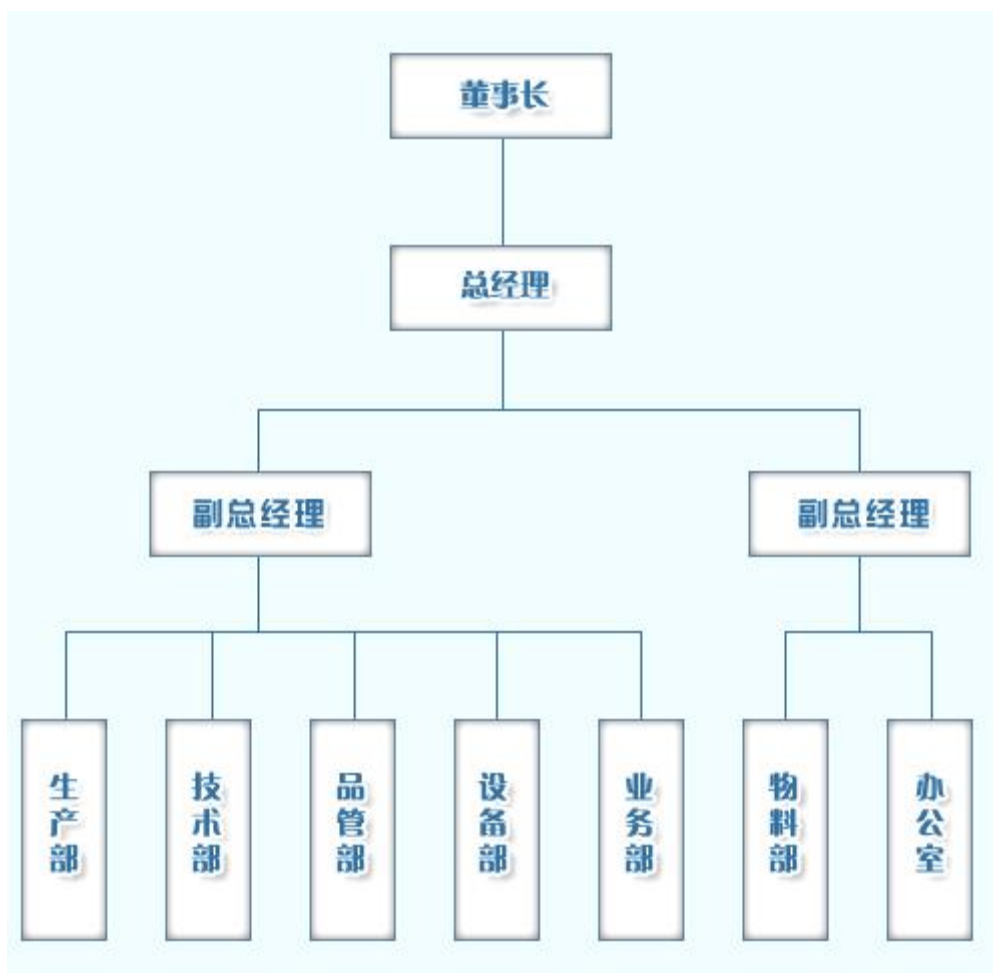 董事长
总经理
副总经理
副总经理
生产部
技术部
品管部
设备部
业务部
物料部
办公室